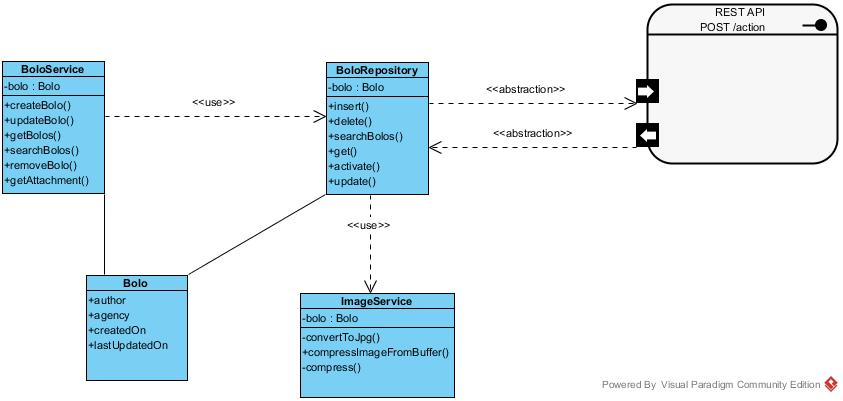 REST API
POST /action
BoloService
-bolo : Bolo
+createBolo()
+updateBolo()
+getBolos()
+searchBolos()
+removeBolo()
+getAttachment()
<<use>>
BoloRepository
-bolo : Bolo
+insert()
+delete()
+searchBolos()
+get()
+activate()
+update()
<<abstraction>>
<<abstraction>>
<<use>>
Bolo
+author
+agency
+createdOn
+lastUpdatedOn
ImageService
-bolo : Bolo
-convertToJpg()
+compressImageFromBuffer()
-compress()
Powered By Visual Paradigm Community Edition